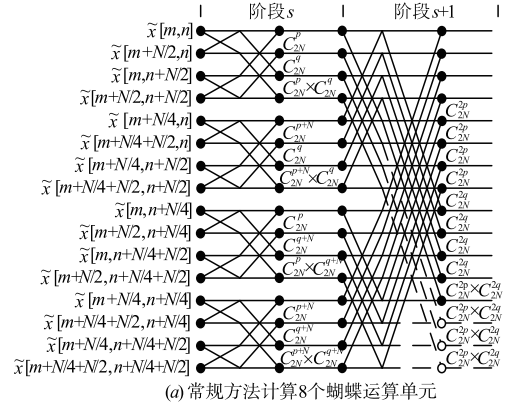 阶段s 阶段s+1
x̃[m,n]
x̃[m+N/2,n] C_{2N}^{p}
x̃[m,n+N/2] C_{2N}^{q}
x̃[m+N/2,n+N/2] C_{2N}^{p}×C_{2N}^{q}
C_{2N}^{2p}
x̃[m+N/4,n]
C_{2N}^{2p}
x̃[m+N/4+N/2,n] C_{2N}^{p+N}
C_{2N}^{2p}
x̃[m+N/4,n+N/2] C_{2N}^{q}
C_{2N}^{2p}
x̃[m+N/4+N/2,n+N/2] C_{2N}^{p+N}×C_{2N}^{q}
C_{2N}^{2q}
x̃[m,n+N/4]
C_{2N}^{2q}
x̃[m+N/2,n+N/4] C_{2N}^{p}
C_{2N}^{2q}
x̃[m,n+N/4+N/2] C_{2N}^{q+N}
C_{2N}^{2q}
x̃[m+N/2,n+N/4+N/2] C_{2N}^{p}×C_{2N}^{q+N}
C_{2N}^{2p}×C_{2N}^{2q}
x̃[m+N/4,n+N/4]
C_{2N}^{2p}×C_{2N}^{2q}
x̃[m+N/4+N/2,n+N/4] C_{2N}^{p+N}
C_{2N}^{2p}×C_{2N}^{2q}
x̃[m+N/4,n+N/4+N/2] C_{2N}^{q+N}
C_{2N}^{2p}×C_{2N}^{2q}
x̃[m+N/4+N/2,n+N/4+N/2] C_{2N}^{p+N}×C_{2N}^{q+N}
(a) 常规方法计算8个蝴蝶运算单元